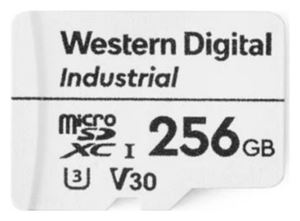 Western Digital
Industrial
micro SD XC I 256GB
3 V30